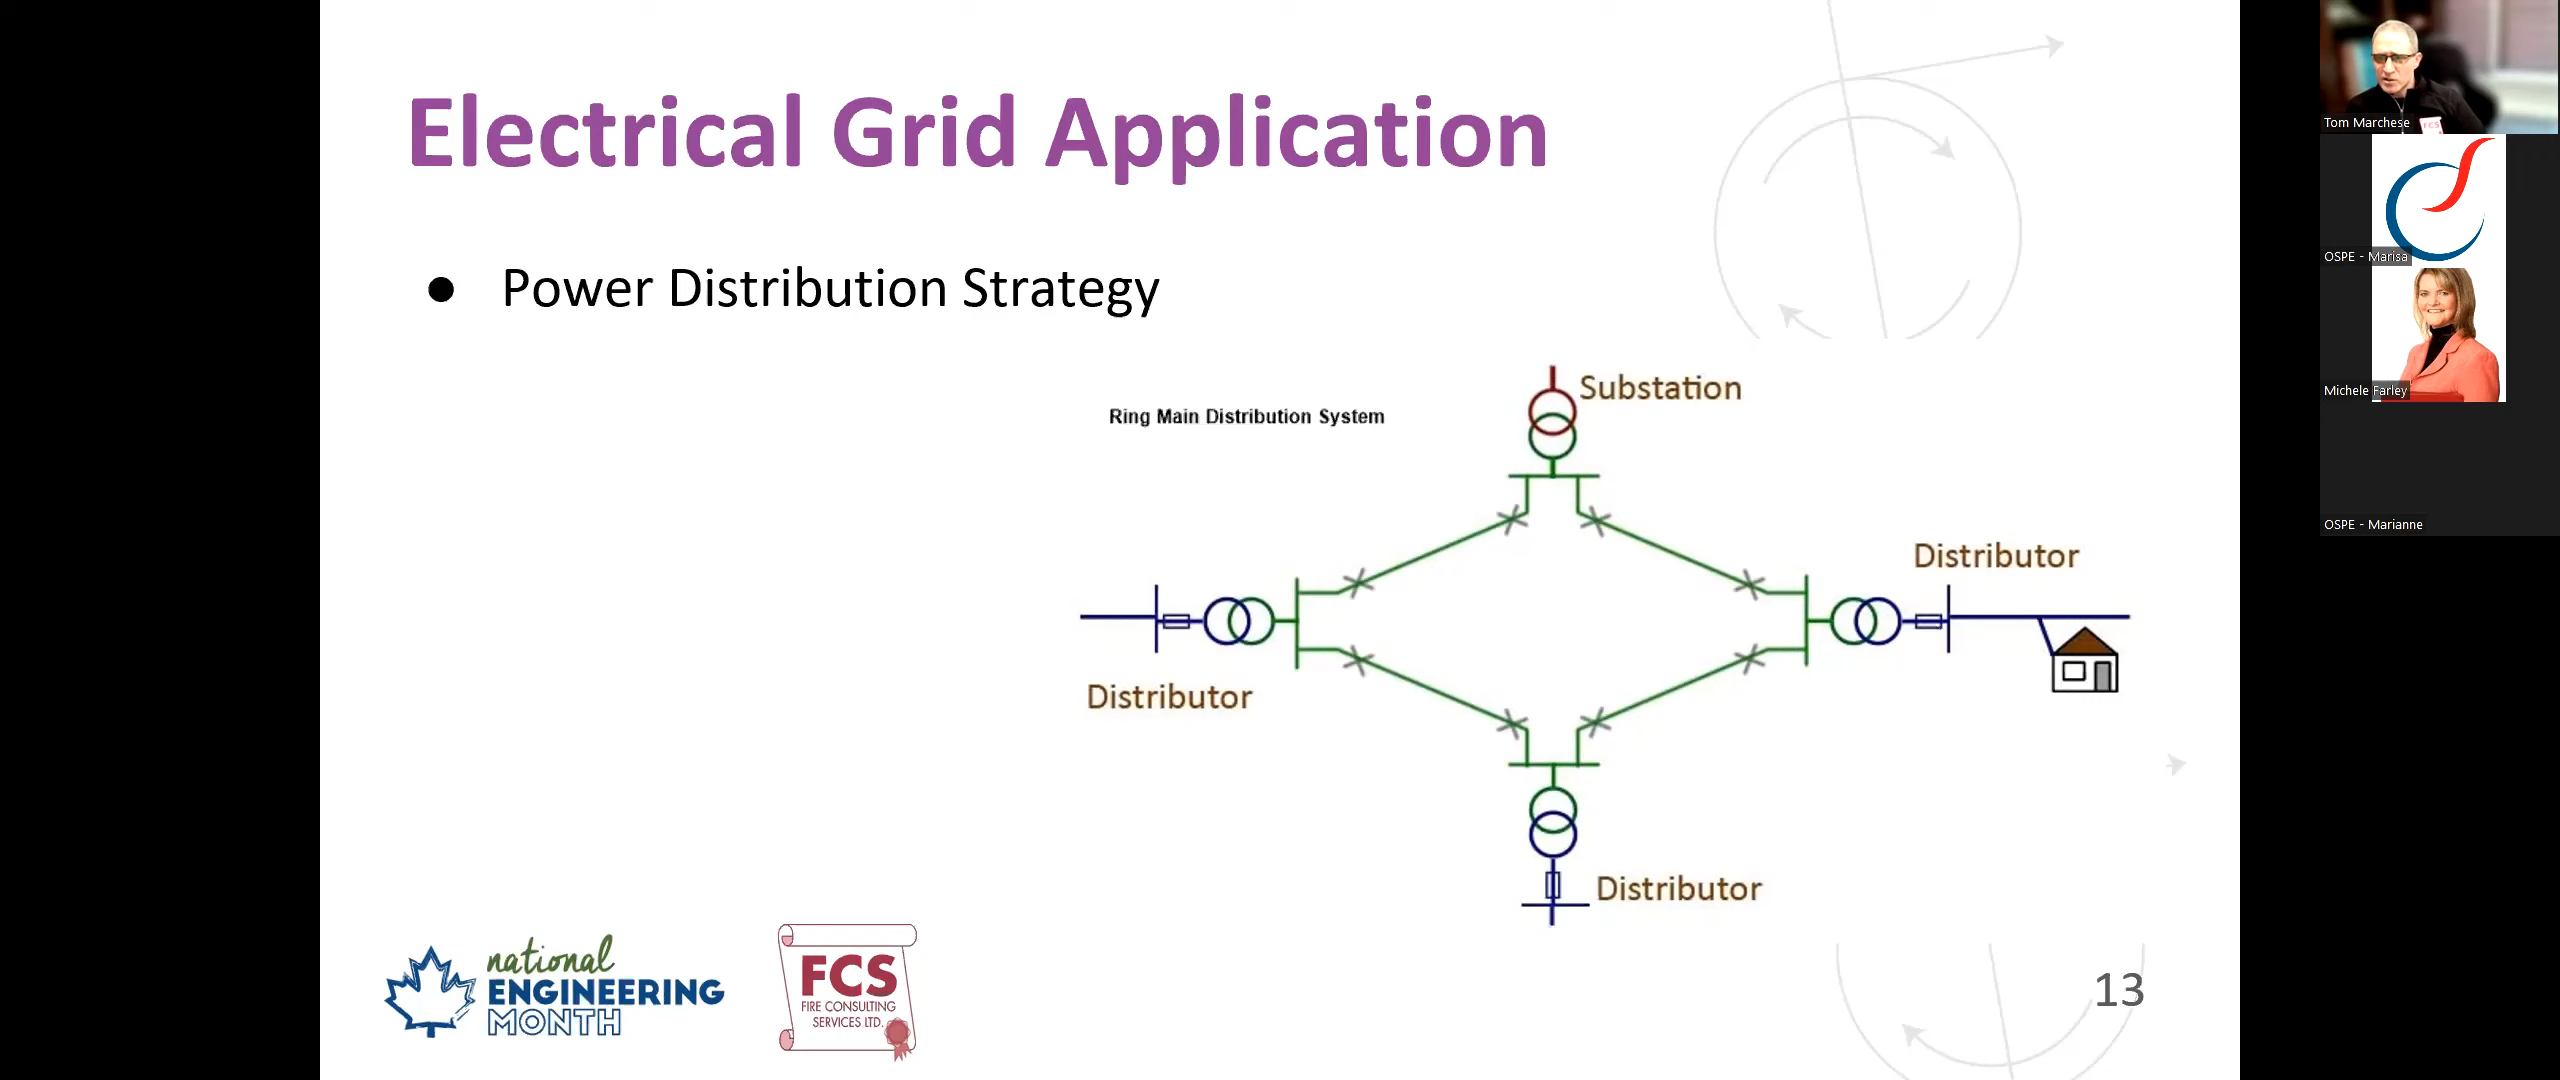 Electrical Grid Application
● Power Distribution Strategy
Ring Main Distribution System
Substation
Distributor
Distributor
Distributor
national
ENGINEERING
MONTH
FCS
FIRE CONSULTING
SERVICES LTD.
13
Tom Marchese
FCS
OSPE - Marisa
Michele Farley
OSPE - Marianne